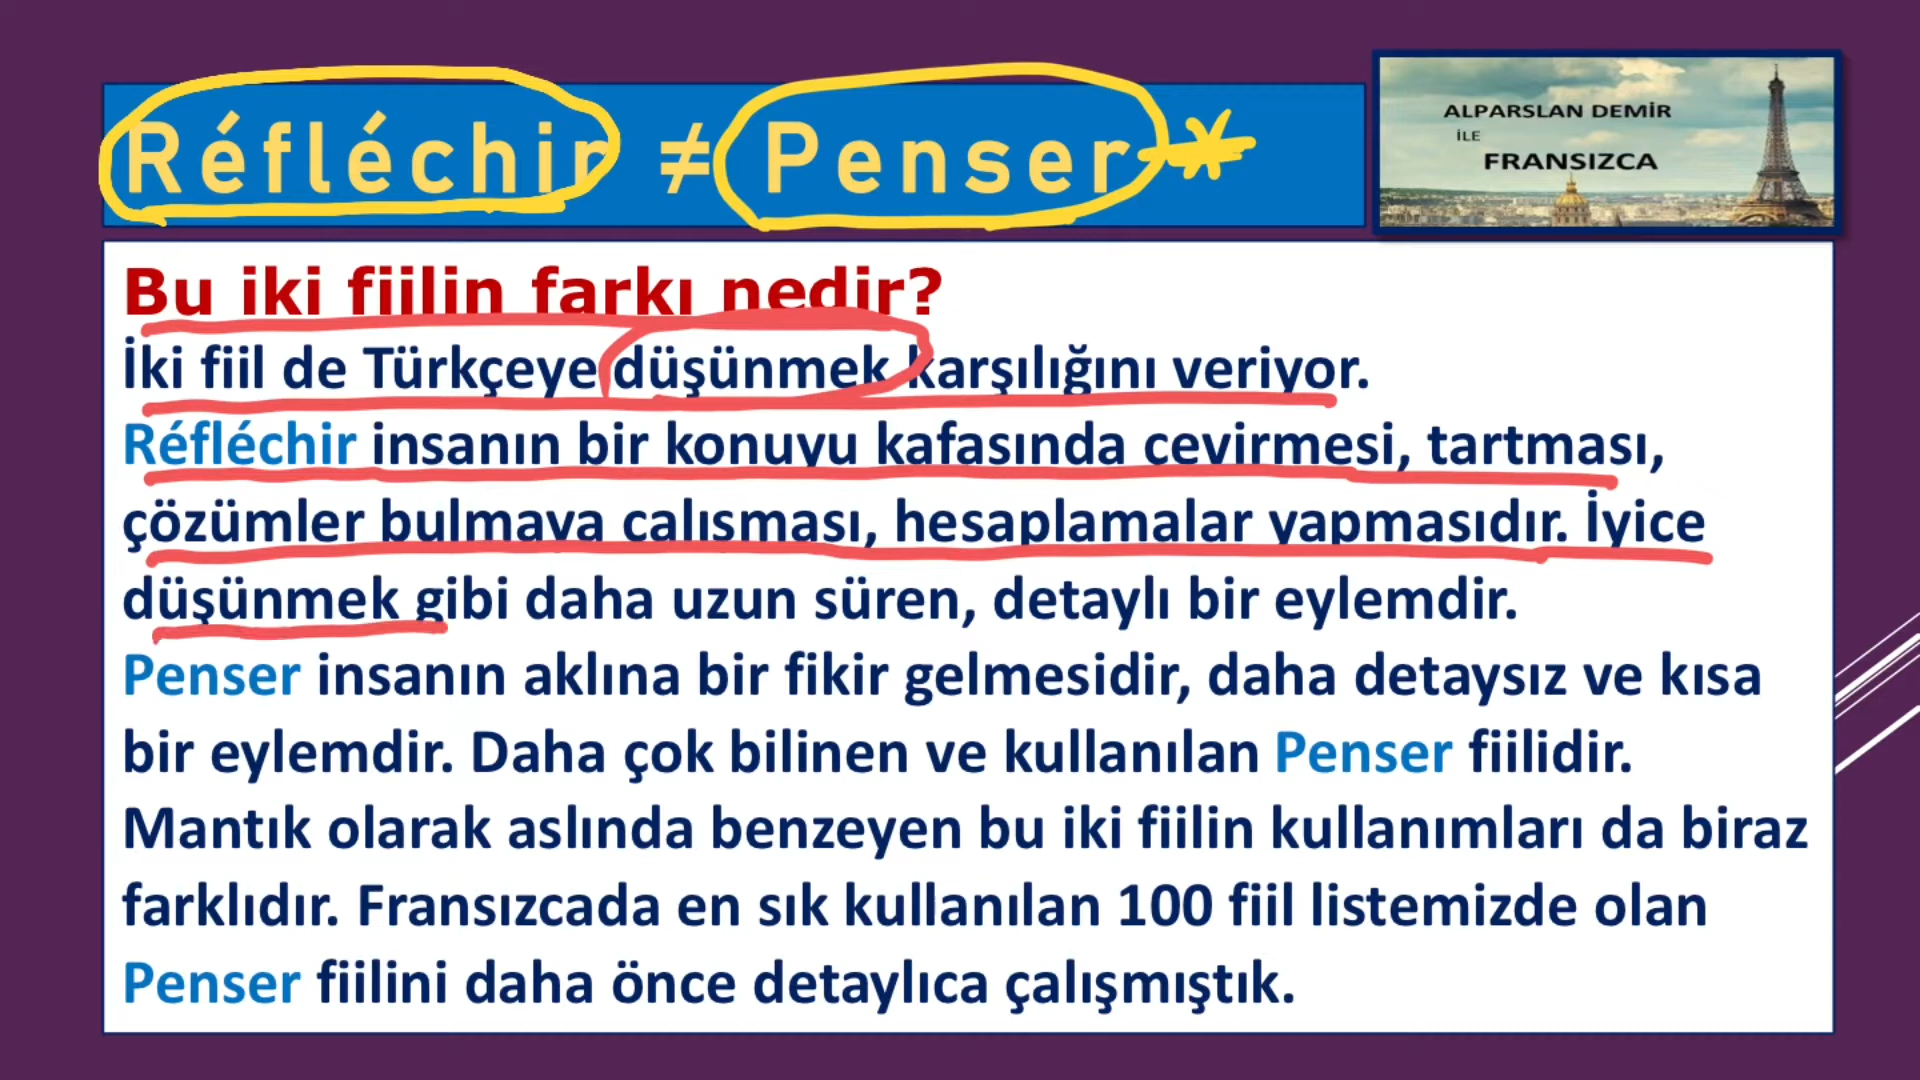 Réfléchir ≠ Penser
ALPARSLAN DEMİR
İLE
FRANSIZCA
Bu iki fiilin farkı nedir?
İki fiil de Türkçeye düşünmek karşılığını veriyor.
Réfléchir insanın bir konuyu kafasında çevirmesi, tartması,
çözümler bulmaya çalışması, hesaplamalar yapmasıdır. İyice
düşünmek gibi daha uzun süren, detaylı bir eylemdir.
Penser insanın aklına bir fikir gelmesidir, daha detaysız ve kısa
bir eylemdir. Daha çok bilinen ve kullanılan Penser fiilidir.
Mantık olarak aslında benzeyen bu iki fiilin kullanımları da biraz
farklıdır. Fransızcada en sık kullanılan 100 fiil listemizde olan
Penser fiilini daha önce detaylıca çalışmıştık.